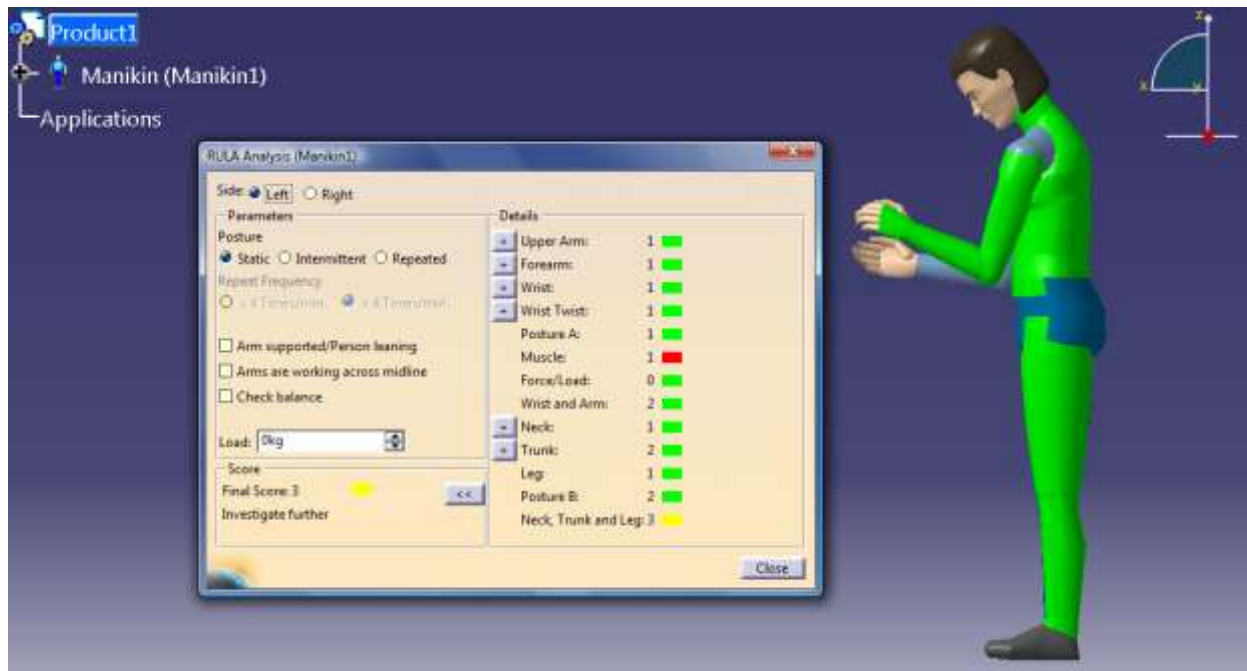 Product1
Manikin (Manikin1)
Applications
RULA Analysis (Manikin1)
Side: Left Right
Parameters
Posture
Static Intermittent Repeated
Repeat Frequency
Arm supported/Person leaning
Arms are working across midline
Check balance
Load: 0kg
Score
Final Score: 3
<<
Investigate further
Details
Upper Arm: 1
Forearm: 1
Wrist: 1
Wrist Twist: 1
Posture A: 1
Muscle: 1
Force/Load: 0
Wrist and Arm: 2
Neck: 1
Trunk: 2
Leg: 1
Posture B: 2
Neck, Trunk and Leg: 3
Close
z
x
y